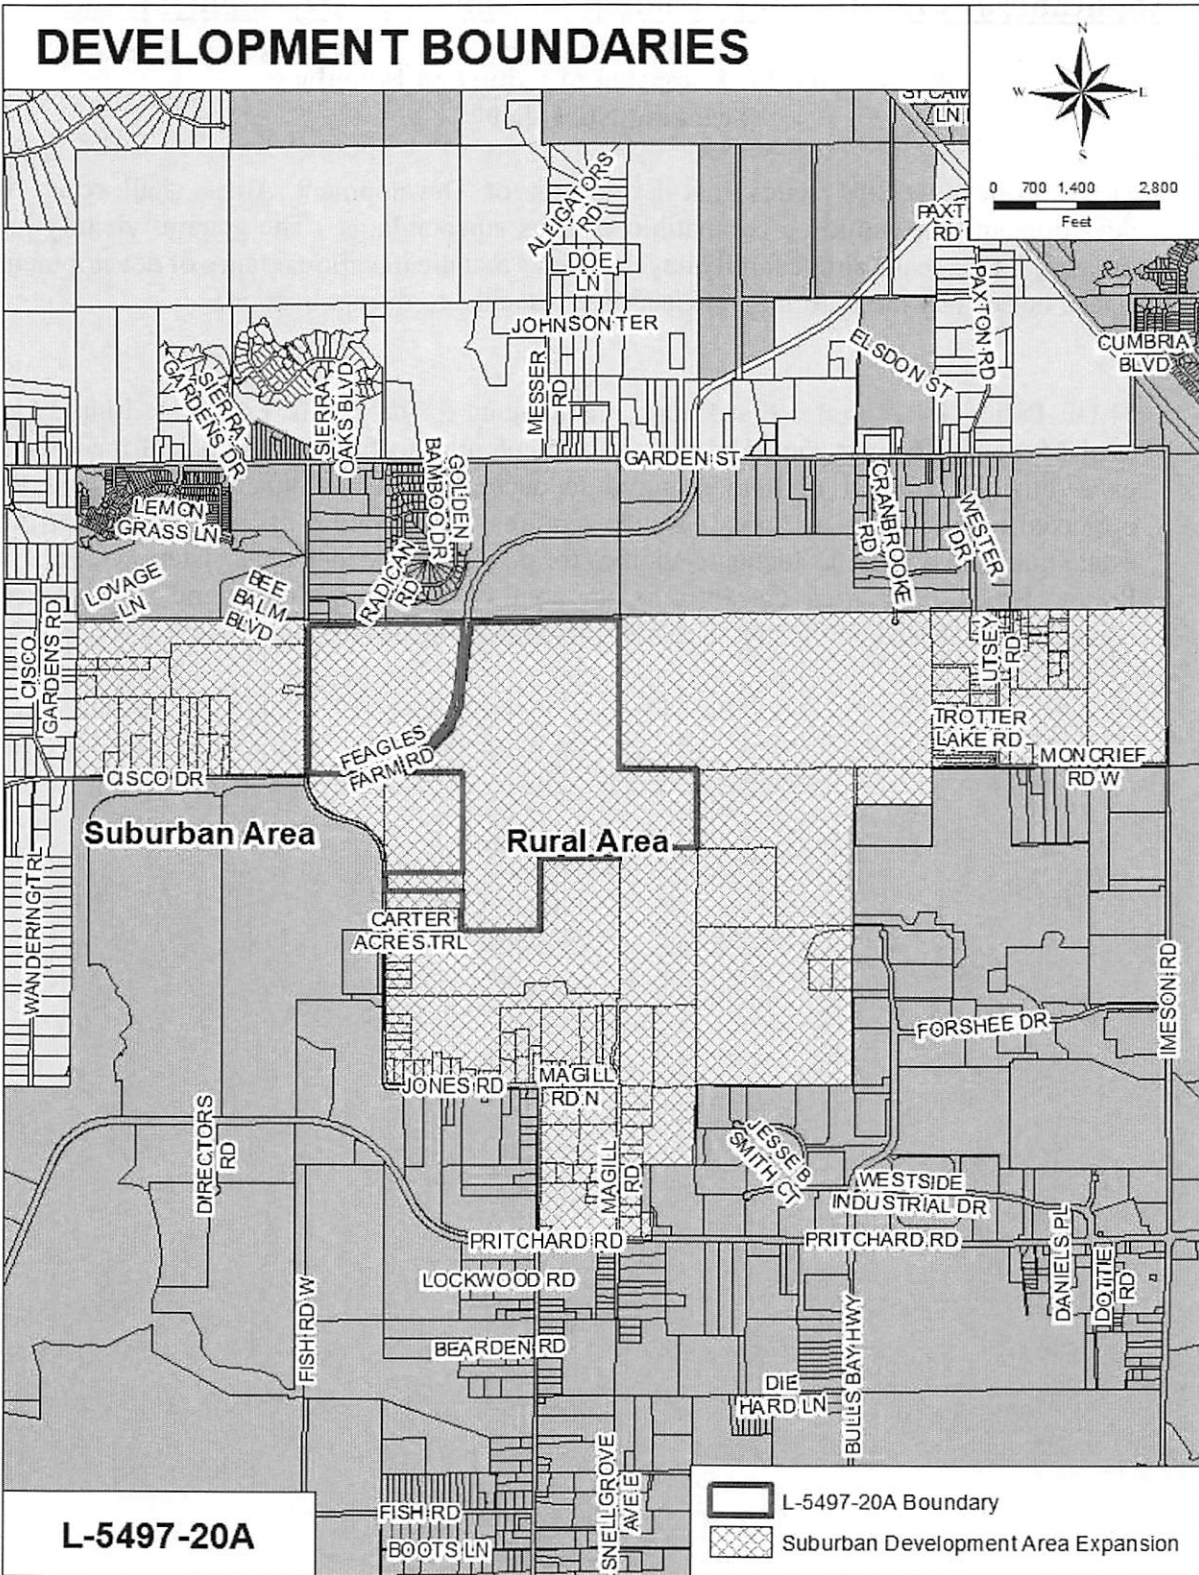 DEVELOPMENT BOUNDARIES
N
W
E
S
0 700 1,400 2,800
Feet
LN
ALLIGATORS
RD
DOE
LN
JOHNSON TER
MESSER
RD
PAXT
RD
PAXTON RD
ELSDON ST
CUMBRIA
BLVD
SIERRA
GARDENS DR
SIERRA
OAKS BLVD
GOLDEN
BAMBOO DR
GARDEN ST
CRANBROOKE
RD
WESTER
DR
LEMON
GRASS LN
RADICAN
RD
LOVAGE
LN
BEE
BALM
BLVD
CISCO
GARDENS RD
UTSEY
RD
TROTTER
LAKE RD
MONCRIEF
RD W
FEAGLES
FARM RD
CISCO DR
Suburban Area
Rural Area
WANDERING TRL
CARTER
ACRES TRL
IMESON RD
FORSHEE DR
JONES RD
MAGILL
RD N
DIRECTORS
RD
MAGILL
RD
JESSE B
SMITH CT
WESTSIDE
INDUSTRIAL DR
PRITCHARD RD
PRITCHARD RD
DANIELS PL
DOTTIE
RD
LOCKWOOD RD
FISH RD W
BEARDEN RD
BULLS BAY HWY
DIE
HARD LN
SNELLGROVE
AVE E
FISH RD
BOOTS LN
L-5497-20A
L-5497-20A Boundary
Suburban Development Area Expansion